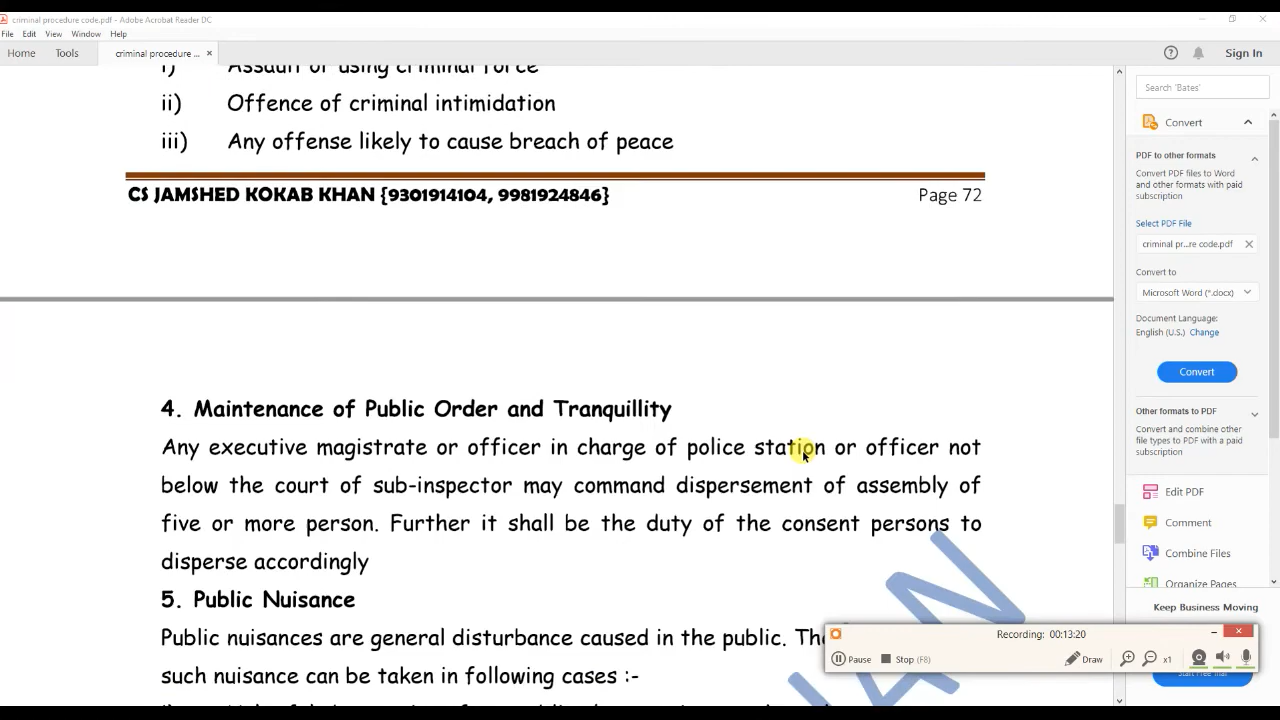 criminal procedure code.pdf - Adobe Acrobat Reader DC
File Edit View Window Help
Home Tools criminal procedure ... × Sign In
i) Assault or using criminal force
ii) Offence of criminal intimidation
iii) Any offense likely to cause breach of peace
CS JAMSHED KOKAB KHAN {9301914104, 9981924846} Page 72
4. Maintenance of Public Order and Tranquillity
Any executive magistrate or officer in charge of police station or officer not
below the court of sub-inspector may command dispersement of assembly of
five or more person. Further it shall be the duty of the consent persons to
disperse accordingly
5. Public Nuisance
Public nuisances are general disturbance caused in the public.
such nuisance can be taken in following cases :-
Search 'Bates'
Convert
PDF to other formats
Convert PDF files to Word
and other formats with paid
subscription
Select PDF File
criminal pr...re code.pdf
Convert to
Microsoft Word (*.docx)
Document Language:
English (U.S.) Change
Convert
Other formats to PDF
Convert and combine other
file types to PDF with a paid
subscription
Edit PDF
Comment
Combine Files
Organize Pages
Keep Business Moving
Start Free Trial
Recording: 00:13:20
Pause Stop (F8) Draw x1